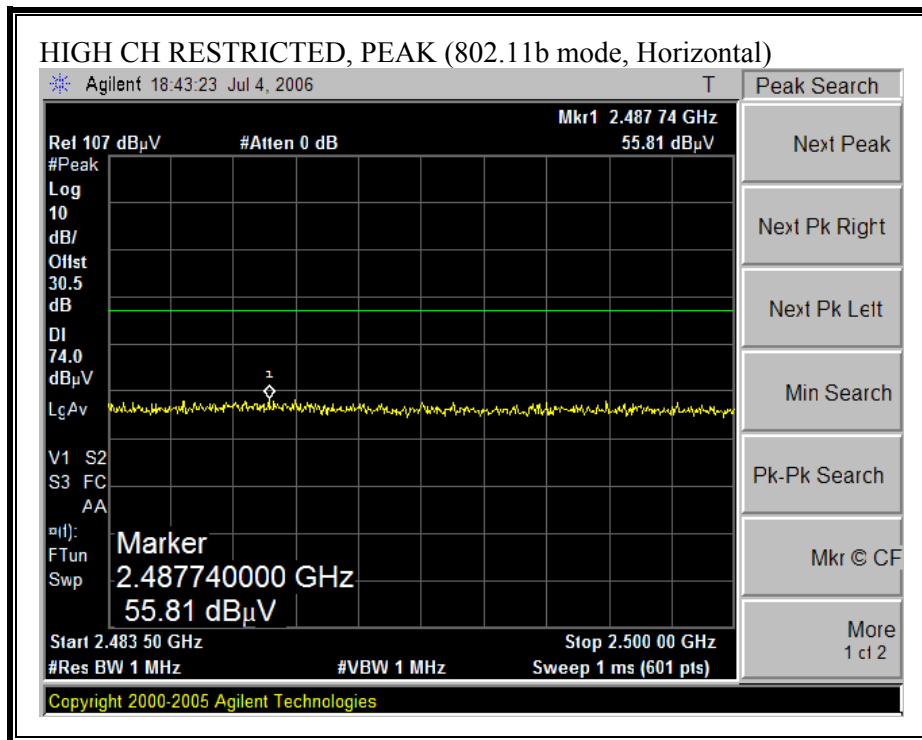 HIGH CH RESTRICTED, PEAK (802.11b mode, Horizontal)
Agilent 18:43:23 Jul 4, 2006 T
Peak Search
Mkr1 2.487 74 GHz
Ref 107 dBμV #Atten 0 dB 55.81 dBμV
#Peak
Log
10
dB/
Offst
30.5
dB
DI
74.0
dBμV
LgAv
1
V1 S2
S3 FC
AA
¤(f):
FTun
Swp
Marker
2.487740000 GHz
55.81 dBμV
Start 2.483 50 GHz Stop 2.500 00 GHz
#Res BW 1 MHz #VBW 1 MHz Sweep 1 ms (601 pts)
Copyright 2000-2005 Agilent Technologies
Next Peak
Next Pk Right
Next Pk Left
Min Search
Pk-Pk Search
Mkr © CF
More
1 of 2